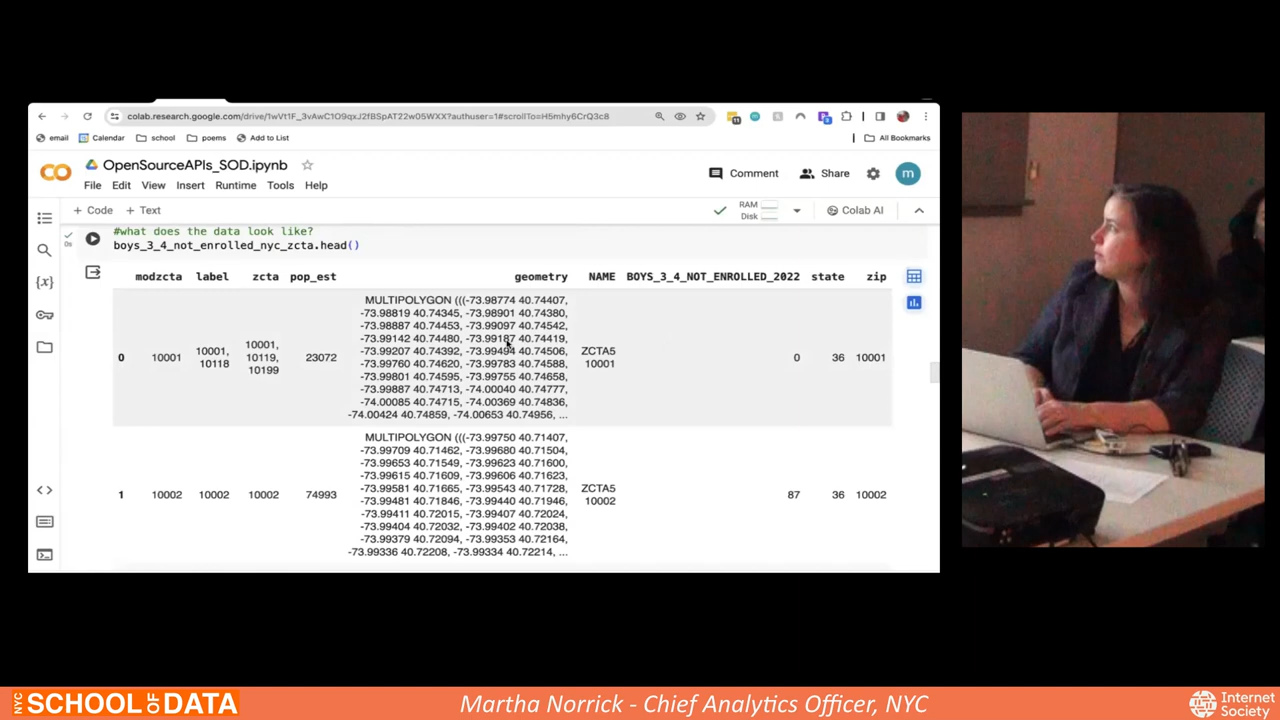 colab.research.google.com/drive/1wVt1F_3vAwC1O9qxJ2fBSpAT22w05WXX?authuser=1#scrollTo=H5mhy6CrQ3c8
email
Calendar
school
poems
Add to List
All Bookmarks
OpenSourceAPIs_SOD.ipynb
Comment
Share
m
File Edit View Insert Runtime Tools Help
+ Code + Text
RAM
Disk
Colab AI
#what does the data look like?
boys_3_4_not_enrolled_nyc_zcta.head()
0s
modzcta label zcta pop_est geometry NAME BOYS_3_4_NOT_ENROLLED_2022 state zip
MULTIPOLYGON (((-73.98774 40.74407,
-73.98819 40.74345, -73.98901 40.74380,
-73.98887 40.74453, -73.99097 40.74542,
-73.99142 40.74480, -73.99187 40.74419,
-73.99207 40.74392, -73.99494 40.74506,
-73.99760 40.74620, -73.99783 40.74588,
-73.99801 40.74595, -73.99755 40.74658,
-73.99887 40.74713, -74.00040 40.74777,
-74.00085 40.74715, -74.00369 40.74836,
-74.00424 40.74859, -74.00653 40.74956, ...
0 10001
10001,
10118
10001,
10119,
10199
23072
ZCTA5
10001
0 36 10001
MULTIPOLYGON (((-73.99750 40.71407,
-73.99709 40.71462, -73.99680 40.71504,
-73.99653 40.71549, -73.99623 40.71600,
-73.99615 40.71609, -73.99606 40.71623,
-73.99581 40.71665, -73.99543 40.71728,
-73.99481 40.71846, -73.99440 40.71946,
-73.99411 40.72015, -73.99407 40.72024,
-73.99404 40.72032, -73.99402 40.72038,
-73.99379 40.72094, -73.99353 40.72164,
-73.99336 40.72208, -73.99334 40.72214, ...
1 10002 10002 10002 74993
ZCTA5
10002
87 36 10002
NYC SCHOOL OF DATA
Martha Norrick - Chief Analytics Officer, NYC
Internet
Society